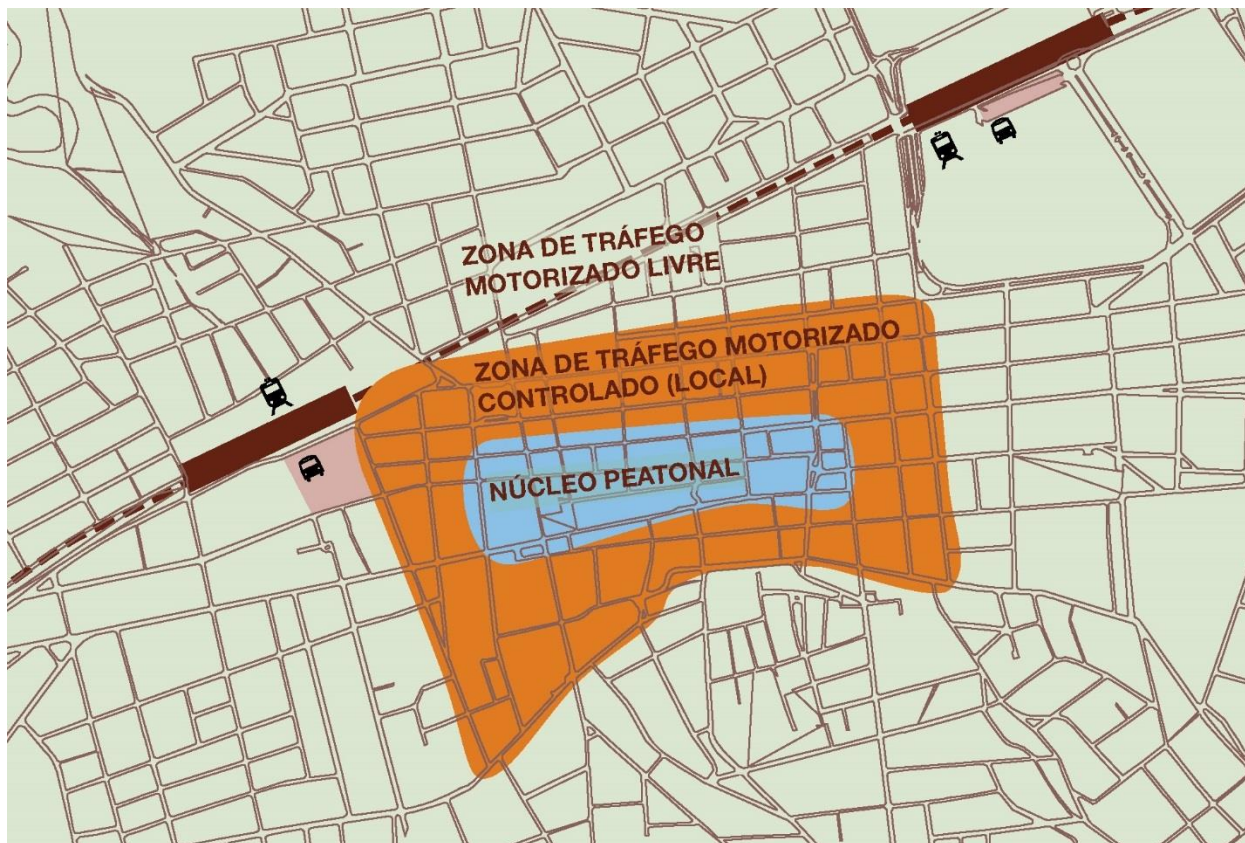 ZONA DE TRÁFEGO
MOTORIZADO LIVRE
ZONA DE TRÁFEGO MOTORIZADO
CONTROLADO (LOCAL)
NÚCLEO PEATONAL